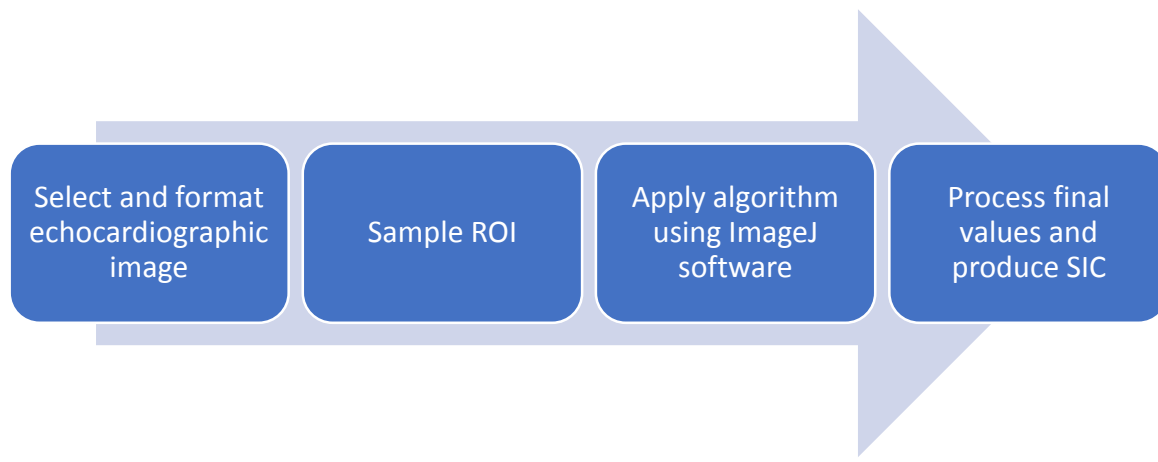 Select and format
echocardiographic
image
Sample ROI
Apply algorithm
using ImageJ
software
Process final
values and
produce SIC